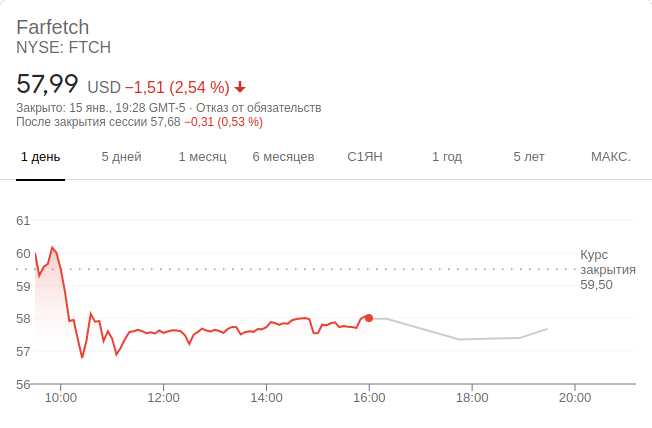 Farfetch
NYSE: FTCH
57,99 USD −1,51 (2,54 %)
Закрыто: 15 янв., 19:28 GMT-5 · Отказ от обязательств
После закрытия сессии 57,68 −0,31 (0,53 %)
1 день 5 дней 1 месяц 6 месяцев С1ЯН 1 год 5 лет МАКС.
61
60
59
58
57
56
Курс
закрытия
59,50
10:00 12:00 14:00 16:00 18:00 20:00